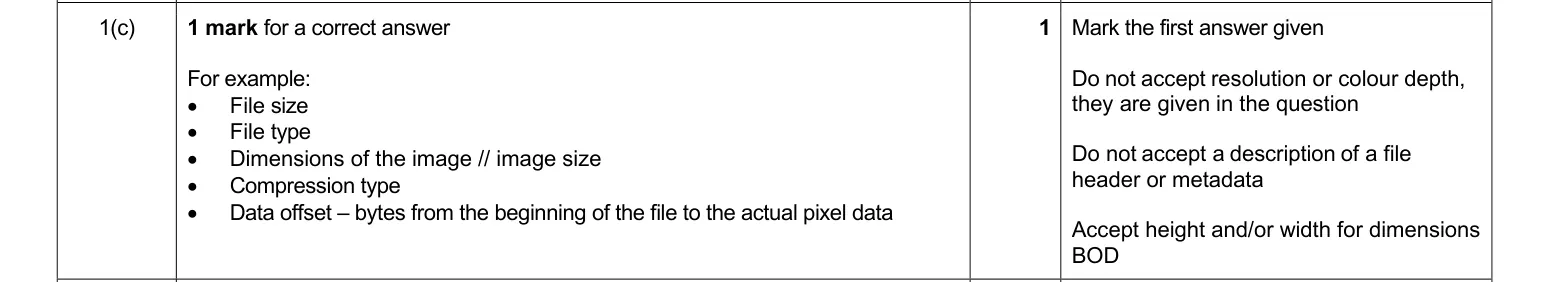 1(c)
1 mark for a correct answer
For example:
• File size
• File type
• Dimensions of the image // image size
• Compression type
• Data offset – bytes from the beginning of the file to the actual pixel data
1
Mark the first answer given
Do not accept resolution or colour depth,
they are given in the question
Do not accept a description of a file
header or metadata
Accept height and/or width for dimensions
BOD